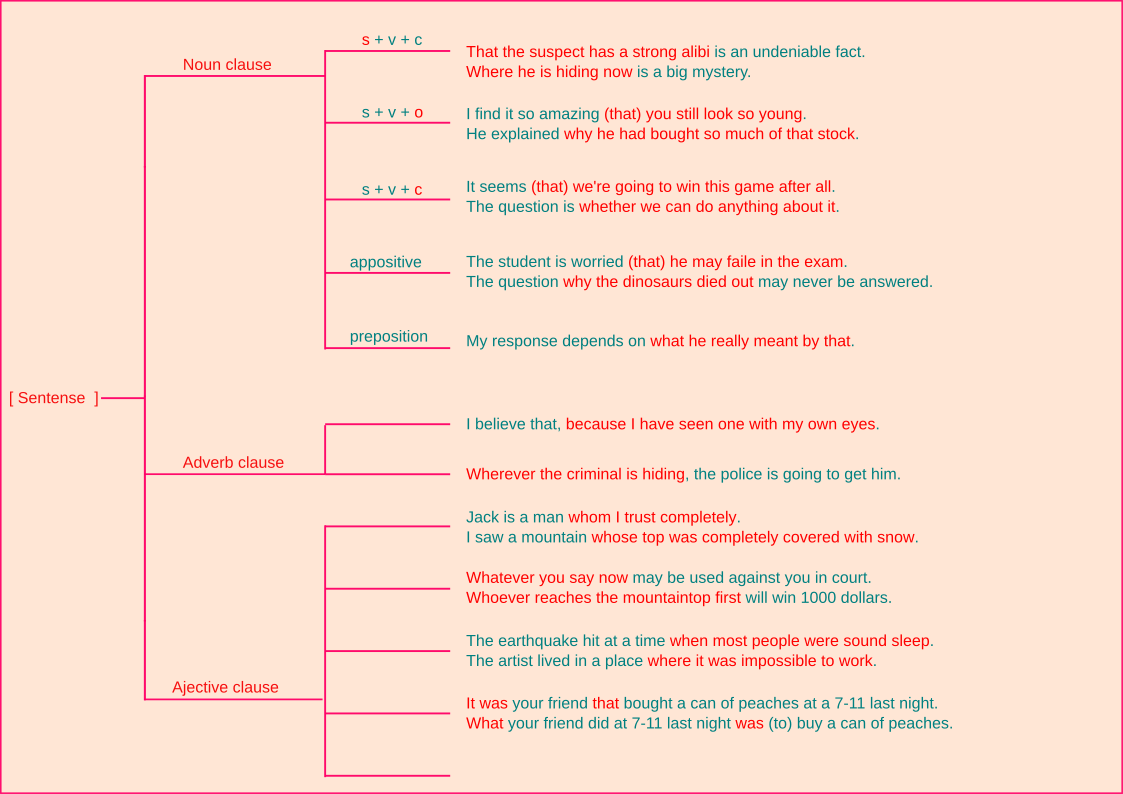 s + v + c
That the suspect has a strong alibi is an undeniable fact.
Noun clause
Where he is hiding now is a big mystery.
s + v + o
I find it so amazing (that) you still look so young.
He explained why he had bought so much of that stock.
s + v + c
It seems (that) we're going to win this game after all.
The question is whether we can do anything about it.
appositive
The student is worried (that) he may faile in the exam.
The question why the dinosaurs died out may never be answered.
preposition
My response depends on what he really meant by that.
[ Sentense ]
I believe that, because I have seen one with my own eyes.
Adverb clause
Wherever the criminal is hiding, the police is going to get him.
Jack is a man whom I trust completely.
I saw a mountain whose top was completely covered with snow.
Whatever you say now may be used against you in court.
Whoever reaches the mountaintop first will win 1000 dollars.
The earthquake hit at a time when most people were sound sleep.
The artist lived in a place where it was impossible to work.
Ajective clause
It was your friend that bought a can of peaches at a 7-11 last night.
What your friend did at 7-11 last night was (to) buy a can of peaches.